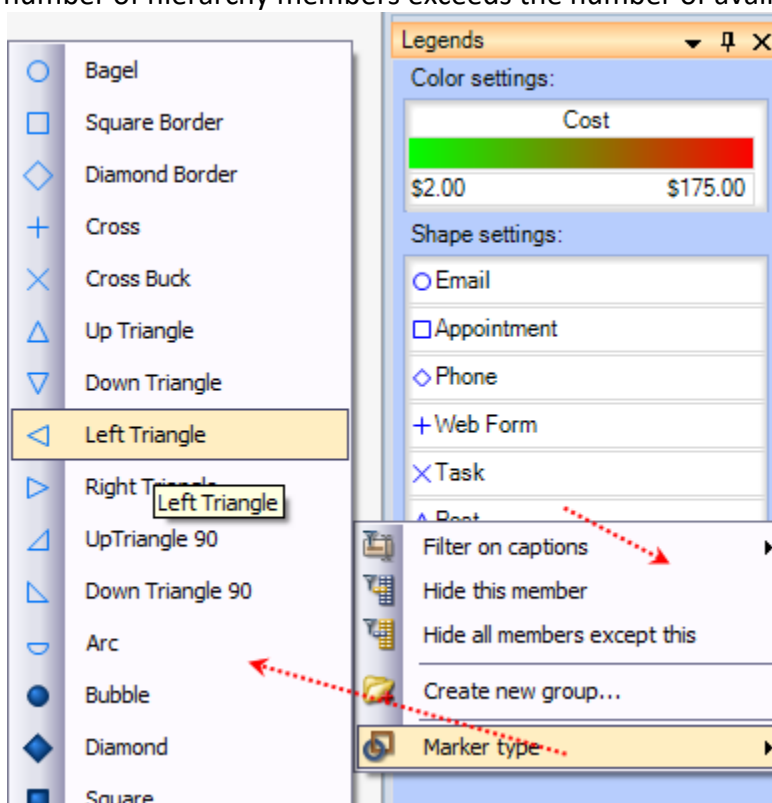 number of hierarchy members exceeds the number of avail
Bagel
Square Border
Diamond Border
Cross
Cross Buck
Up Triangle
Down Triangle
Left Triangle
Right Triangle
Left Triangle
UpTriangle 90
Down Triangle 90
Arc
Bubble
Diamond
Square
Legends
Color settings:
Cost
$2.00 $175.00
Shape settings:
Email
Appointment
Phone
Web Form
Task
Filter on captions
Hide this member
Hide all members except this
Create new group...
Marker type